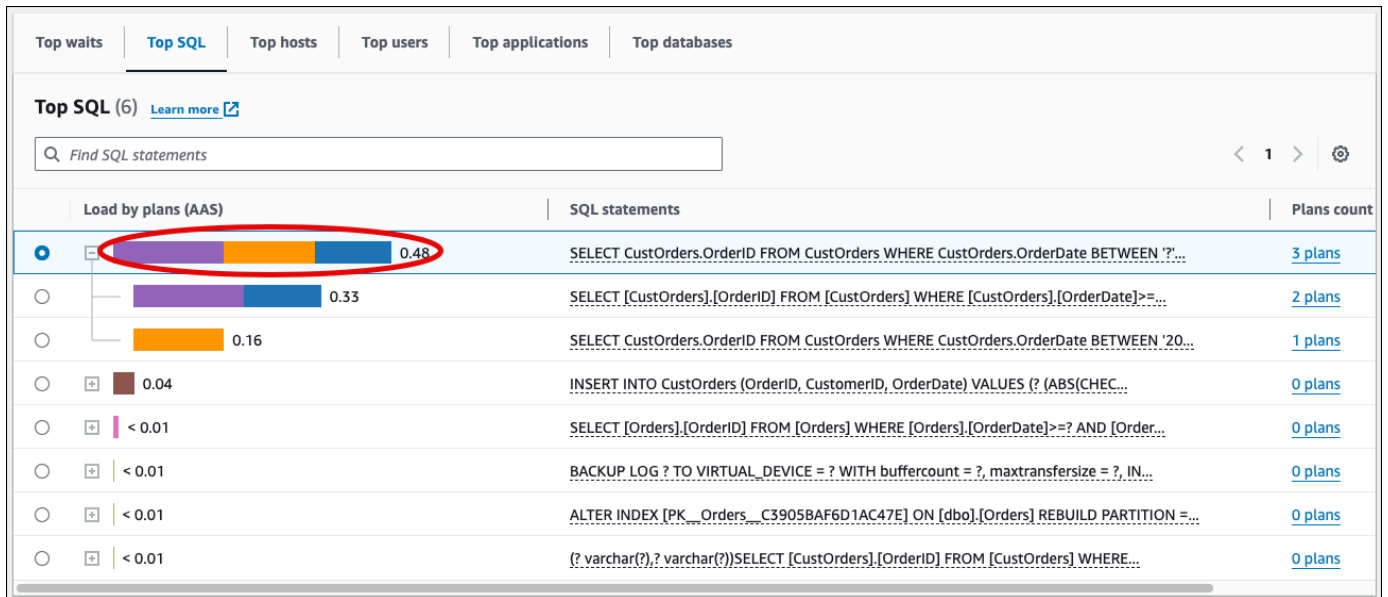 Top waits Top SQL Top hosts Top users Top applications Top databases
Top SQL (6) Learn more
Find SQL statements 1
Load by plans (AAS) SQL statements Plans count
0.48 SELECT CustOrders.OrderID FROM CustOrders WHERE CustOrders.OrderDate BETWEEN '?'... 3 plans
0.33 SELECT [CustOrders].[OrderID] FROM [CustOrders] WHERE [CustOrders].[OrderDate]>=... 2 plans
0.16 SELECT CustOrders.OrderID FROM CustOrders WHERE CustOrders.OrderDate BETWEEN '20... 1 plans
0.04 INSERT INTO CustOrders (OrderID, CustomerID, OrderDate) VALUES (? (ABS(CHEC... 0 plans
< 0.01 SELECT [Orders].[OrderID] FROM [Orders] WHERE [Orders].[OrderDate]>=? AND [Order... 0 plans
< 0.01 BACKUP LOG ? TO VIRTUAL_DEVICE = ? WITH buffercount = ?, maxtransfersize = ?, IN... 0 plans
< 0.01 ALTER INDEX [PK__Orders__C3905BAF6D1AC47E] ON [dbo].[Orders] REBUILD PARTITION =... 0 plans
< 0.01 (? varchar(?),? varchar(?))SELECT [CustOrders].[OrderID] FROM [CustOrders] WHERE... 0 plans